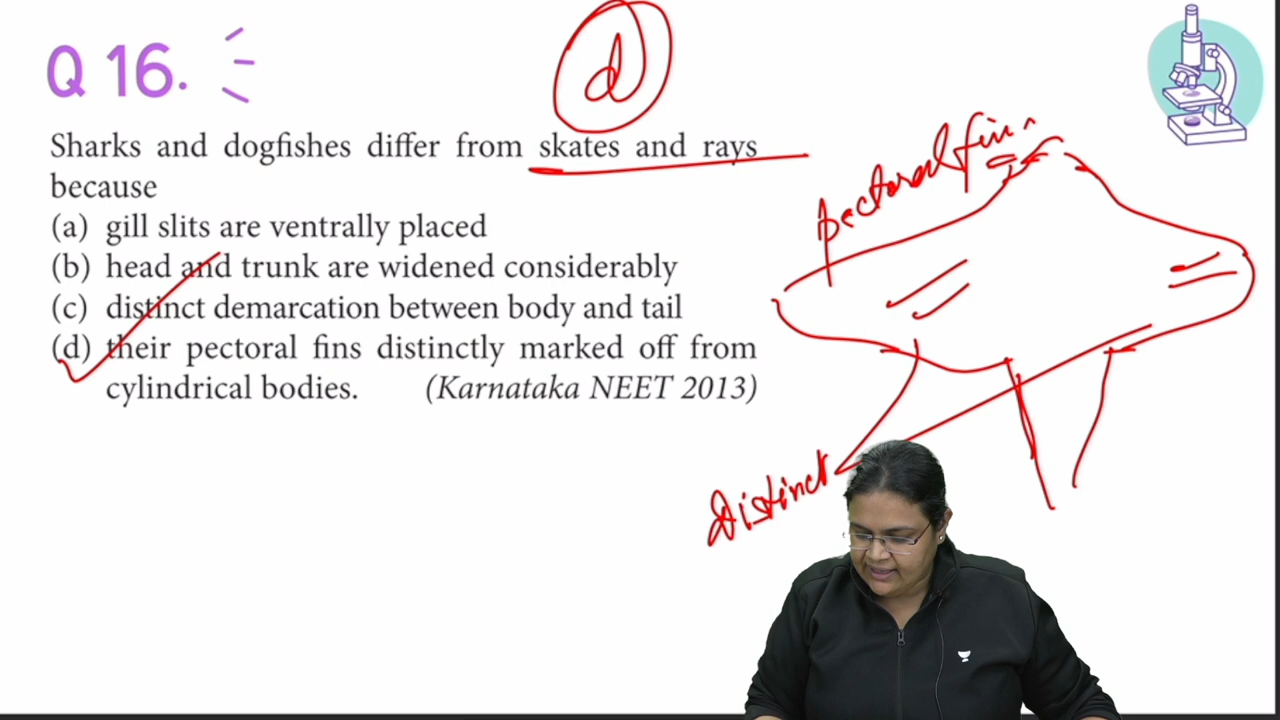 Q 16.
d
Sharks and dogfishes differ from skates and rays
because
(a) gill slits are ventrally placed
(b) head and trunk are widened considerably
(c) distinct demarcation between body and tail
(d) their pectoral fins distinctly marked off from
cylindrical bodies. (Karnataka NEET 2013)
pectoral fin.
Distinct